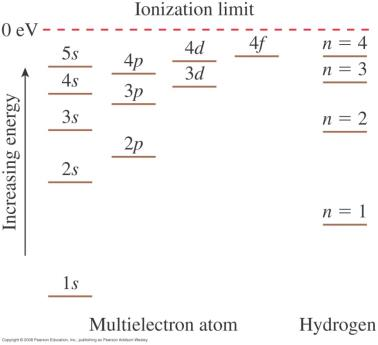 Ionization limit
0 eV
5s
4p
4d
4f
n = 4
4s
3p
3d
n = 3
3s
2p
n = 2
2s
n = 1
1s
Increasing energy
Multielectron atom
Hydrogen
Copyright © 2008 Pearson Education, Inc., publishing as Pearson Addison-Wesley.